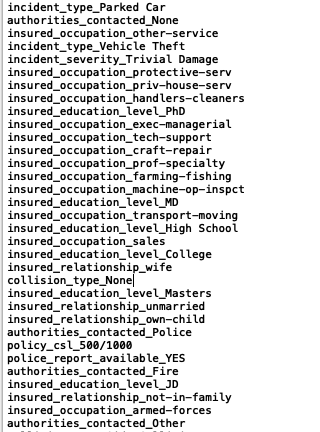 incident_type_Parked Car
authorities_contacted_None
insured_occupation_other-service
incident_type_Vehicle Theft
incident_severity_Trivial Damage
insured_occupation_protective-serv
insured_occupation_priv-house-serv
insured_occupation_handlers-cleaners
insured_education_level_PhD
insured_occupation_exec-managerial
insured_occupation_tech-support
insured_occupation_craft-repair
insured_occupation_prof-specialty
insured_occupation_farming-fishing
insured_occupation_machine-op-inspct
insured_education_level_MD
insured_occupation_transport-moving
insured_education_level_High School
insured_occupation_sales
insured_education_level_College
insured_relationship_wife
collision_type_None
insured_education_level_Masters
insured_relationship_unmarried
insured_relationship_own-child
authorities_contacted_Police
policy_csl_500/1000
police_report_available_YES
authorities_contacted_Fire
insured_education_level_JD
insured_relationship_not-in-family
insured_occupation_armed-forces
authorities_contacted_Other